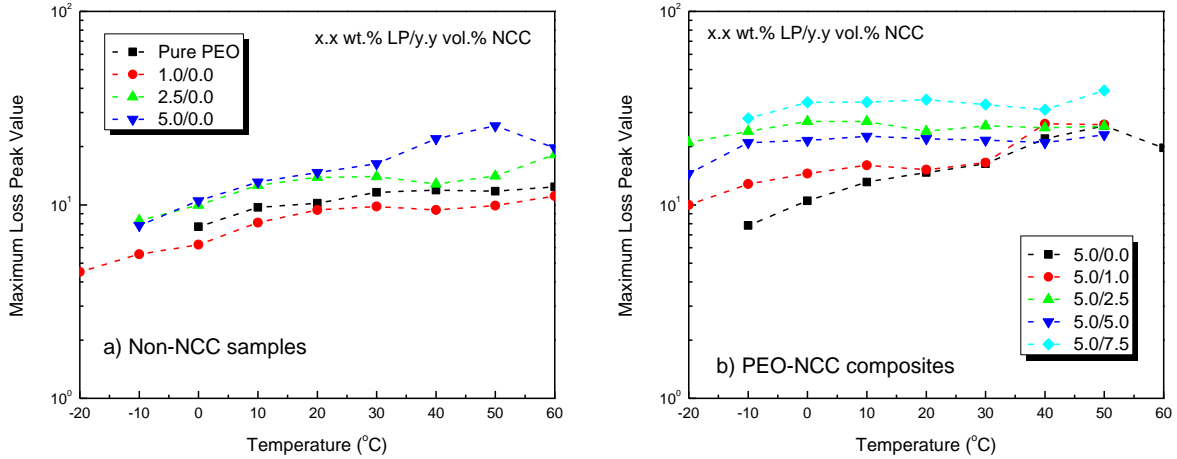 10²
x.x wt.% LP/y.y vol.% NCC
Pure PEO
1.0/0.0
2.5/0.0
5.0/0.0
Maximum Loss Peak Value
10¹
a) Non-NCC samples
10⁰
-20 -10 0 10 20 30 40 50 60
Temperature (°C)
10²
x.x wt.% LP/y.y vol.% NCC
Maximum Loss Peak Value
10¹
5.0/0.0
5.0/1.0
5.0/2.5
5.0/5.0
5.0/7.5
b) PEO-NCC composites
10⁰
-20 -10 0 10 20 30 40 50 60
Temperature (°C)